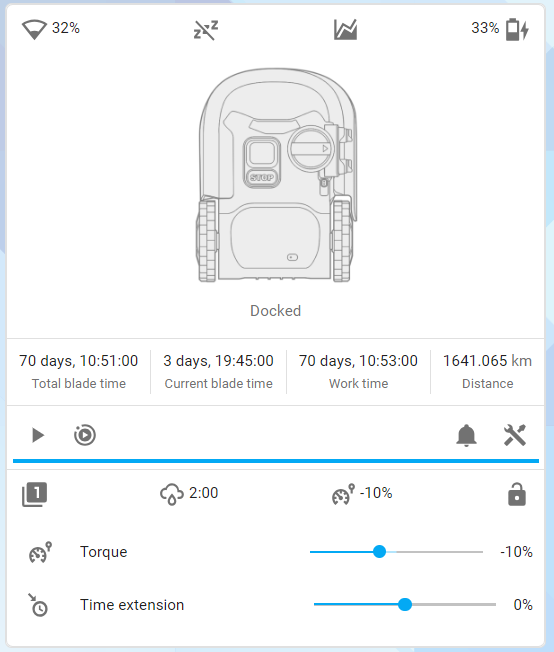 32%
33%
STOP
Docked
70 days, 10:51:00 3 days, 19:45:00 70 days, 10:53:00 1641.065 km
Total blade time Current blade time Work time Distance
1 2:00 -10%
Torque -10%
Time extension 0%